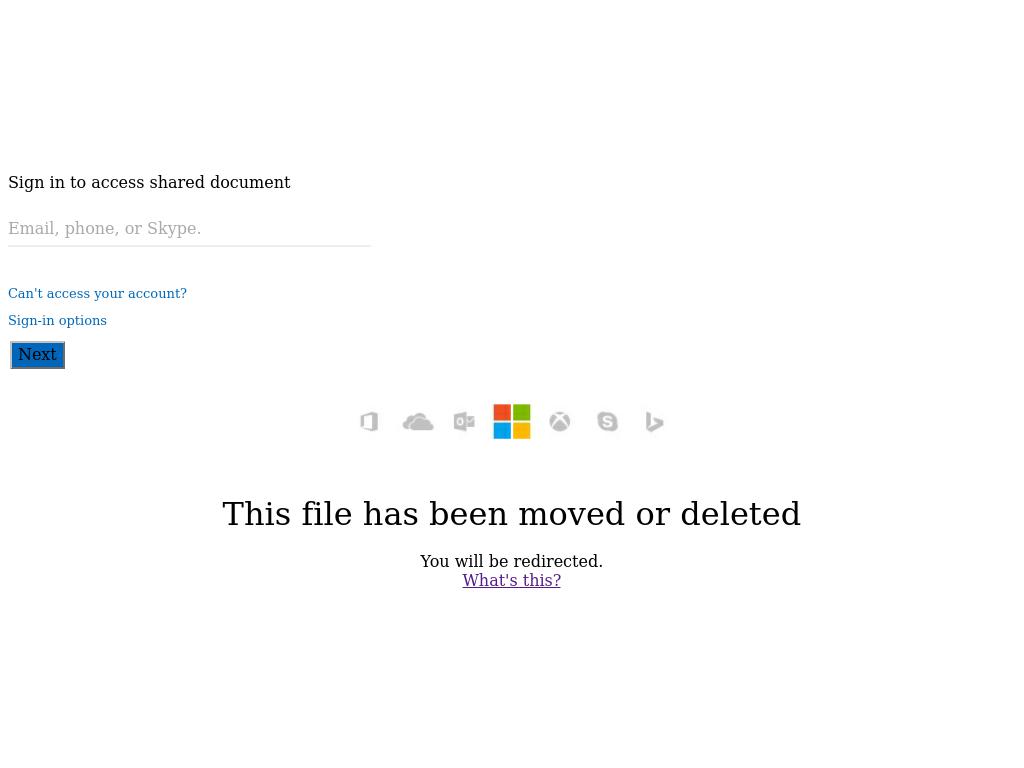 Sign in to access shared document
Email, phone, or Skype.
Can't access your account?
Sign-in options
Next
This file has been moved or deleted
You will be redirected.
What's this?